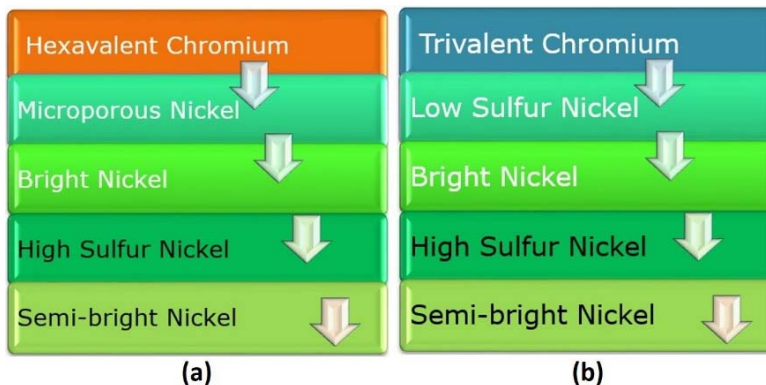 Hexavalent Chromium
Microporous Nickel
Bright Nickel
High Sulfur Nickel
Semi-bright Nickel
(a)
Trivalent Chromium
Low Sulfur Nickel
Bright Nickel
High Sulfur Nickel
Semi-bright Nickel
(b)